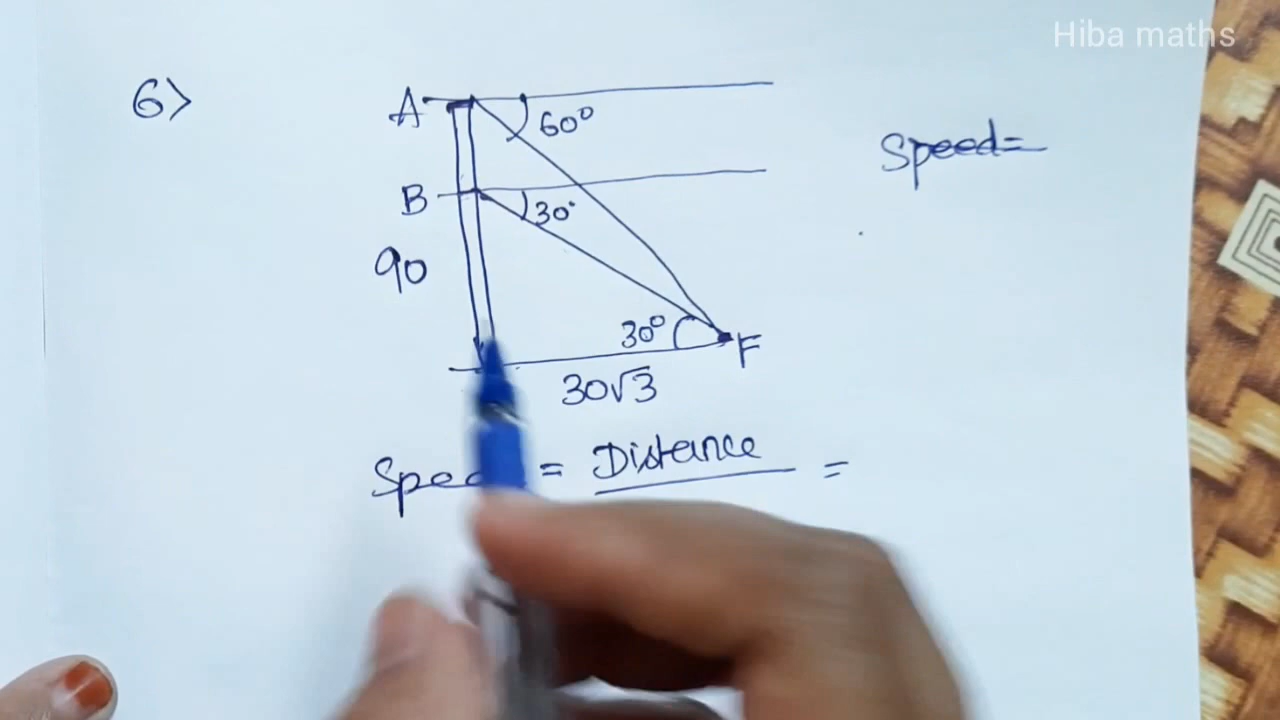 Hiba maths
6>
A
60°
Speed=
B
30°
90
30°
F
30√3
= Distance =